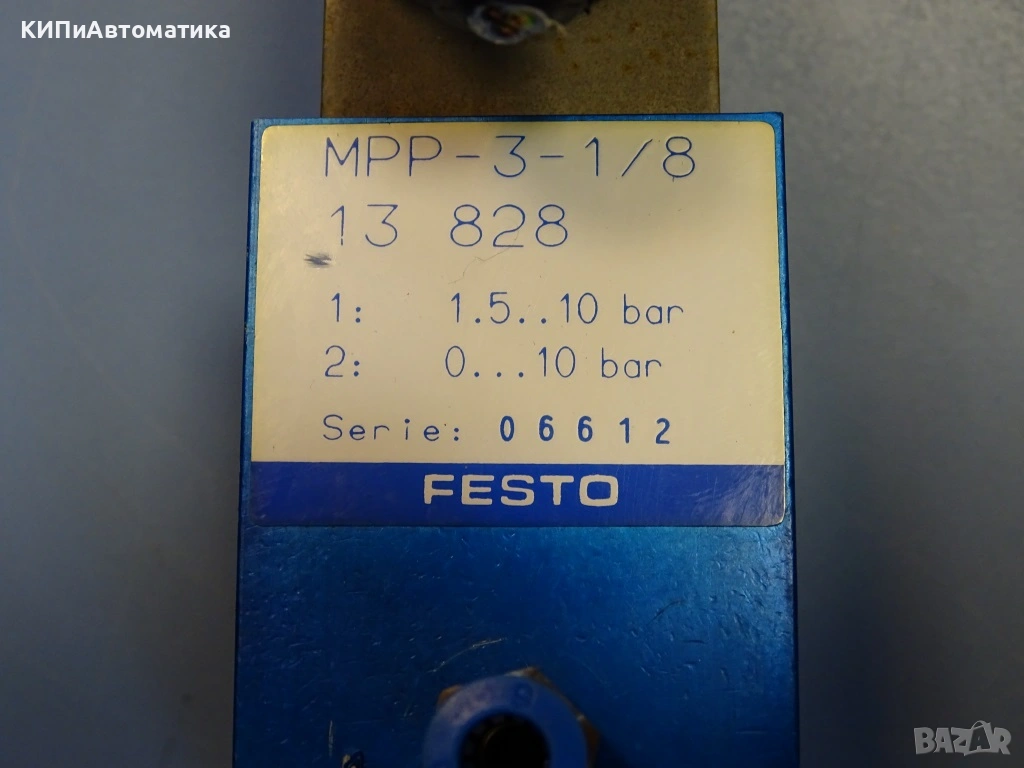 КИПиАвтоматика
MPP-3-1/8
13 828
1: 1.5..10 bar
2: 0...10 bar
Serie: 06612
FESTO
BAZAR